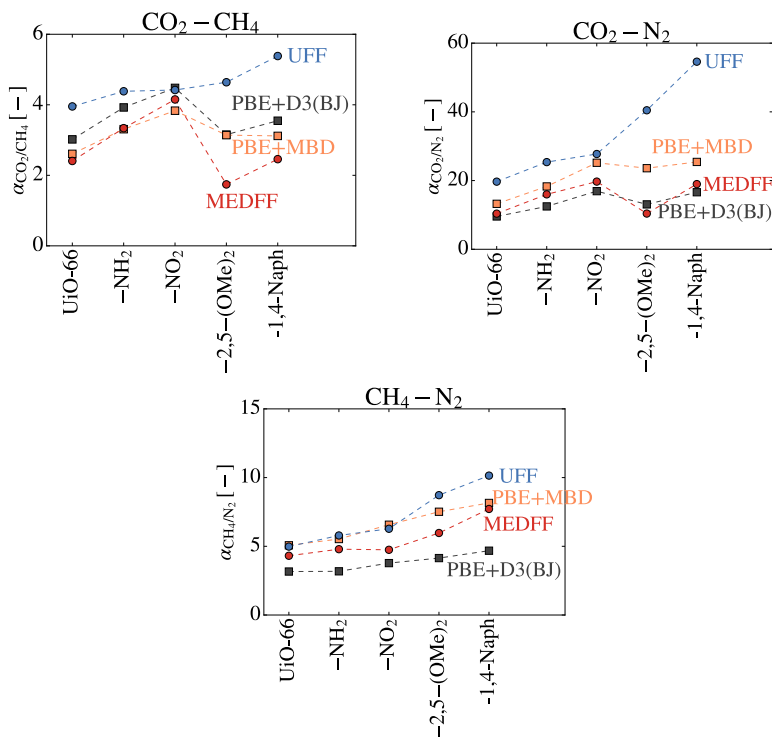 CO₂ − CH₄
α_CO₂/CH₄ [−]
6
4
2
0
UFF
PBE+D3(BJ)
PBE+MBD
MEDFF
UiO-66
−NH₂
−NO₂
−2,5−(OMe)₂
-1,4-Naph
CO₂ − N₂
α_CO₂/N₂ [−]
60
40
20
0
UFF
PBE+MBD
MEDFF
PBE+D3(BJ)
UiO-66
−NH₂
−NO₂
−2,5−(OMe)₂
-1,4-Naph
CH₄ − N₂
α_CH₄/N₂ [−]
15
10
5
0
UFF
PBE+MBD
MEDFF
PBE+D3(BJ)
UiO-66
−NH₂
−NO₂
−2,5−(OMe)₂
-1,4-Naph